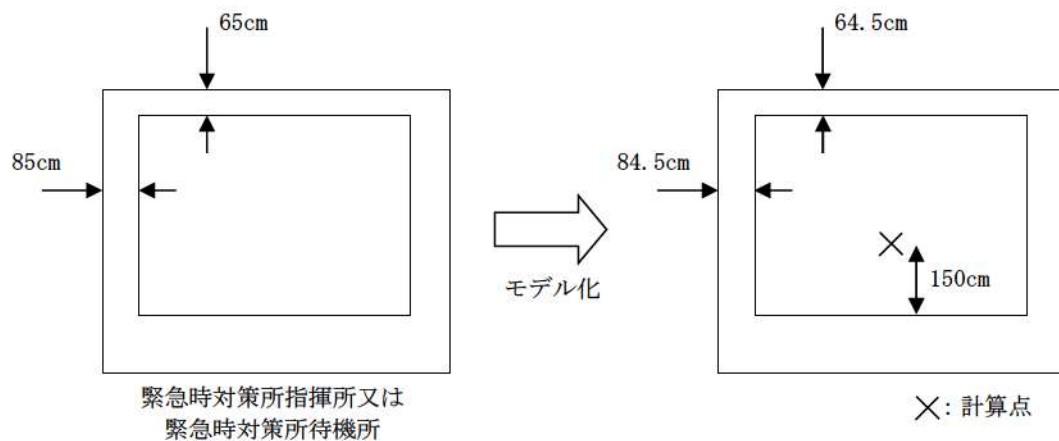 65cm
64.5cm
85cm
84.5cm
モデル化
150cm
緊急時対策所指揮所又は
緊急時対策所待機所
×: 計算点